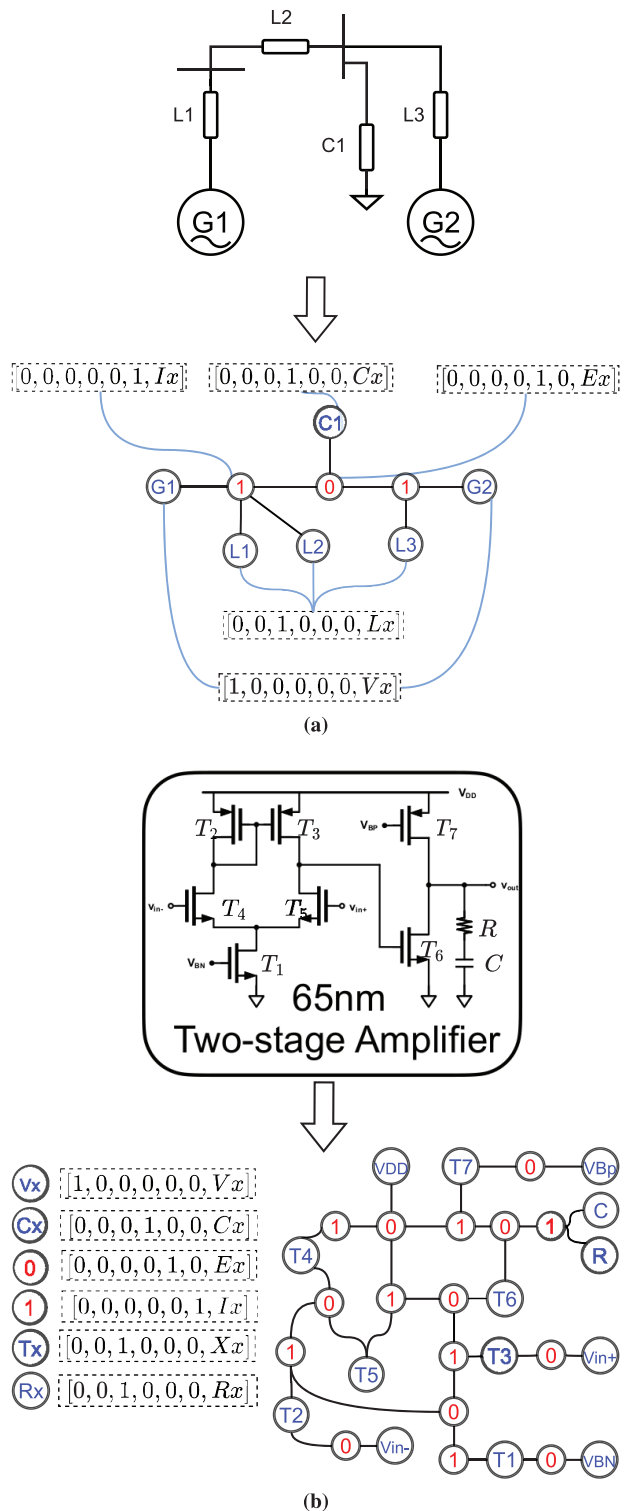 L2
L1
C1
L3
G1
G2
[0, 0, 0, 0, 0, 1, Ix]
[0, 0, 0, 1, 0, 0, Cx]
[0, 0, 0, 0, 1, 0, Ex]
C1
G1
1
0
1
G2
L1
L2
L3
[0, 0, 1, 0, 0, 0, Lx]
[1, 0, 0, 0, 0, 0, Vx]
(a)
VDD
T2
T3
VBP
T7
vin-
T4
T5
vin+
vout
VBN
T1
T6
R
C
65nm
Two-stage Amplifier
Vx [1, 0, 0, 0, 0, 0, Vx]
Cx [0, 0, 0, 1, 0, 0, Cx]
0 [0, 0, 0, 0, 1, 0, Ex]
1 [0, 0, 0, 0, 0, 1, Ix]
Tx [0, 0, 1, 0, 0, 0, Xx]
Rx [0, 0, 1, 0, 0, 0, Rx]
VDD T7 0 VBp
C
1 0 1 0 1
T4 R
0 1 0 T6
1 T5 1 T3 0 Vin+
T2 0
0 Vin- 1 T1 0 VBN
(b)